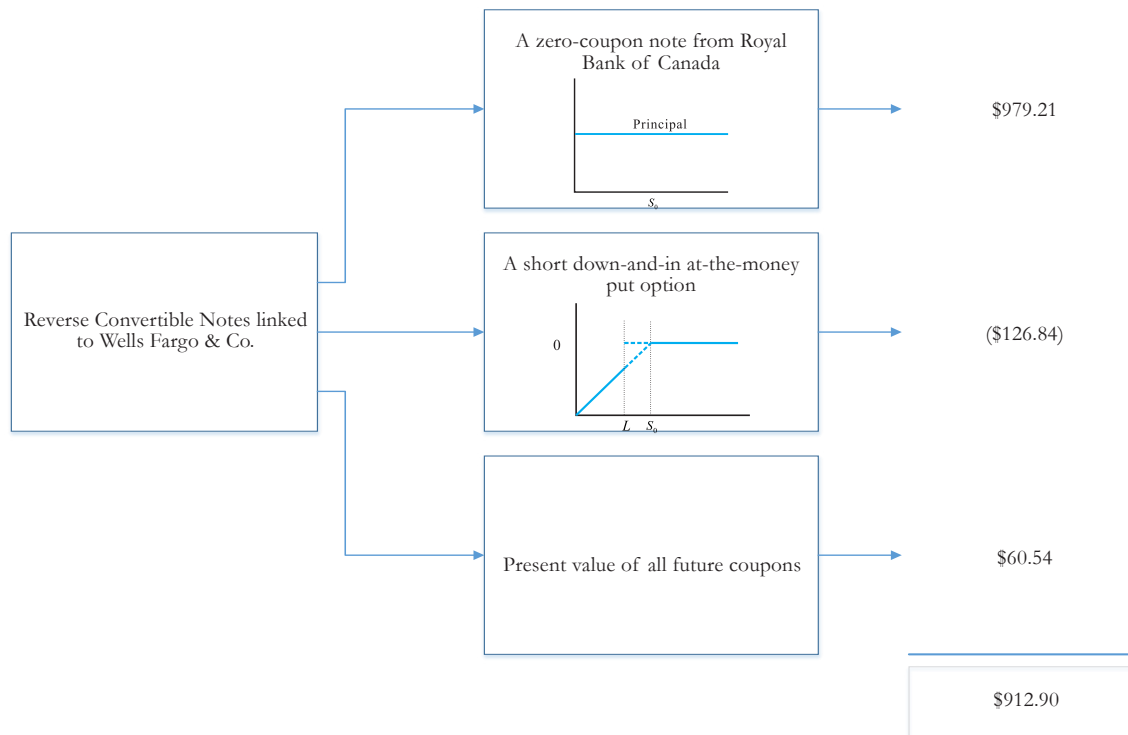 A zero-coupon note from Royal
Bank of Canada
Principal
S₀
$979.21
Reverse Convertible Notes linked
to Wells Fargo & Co.
A short down-and-in at-the-money
put option
0
L S₀
($126.84)
Present value of all future coupons
$60.54
$912.90